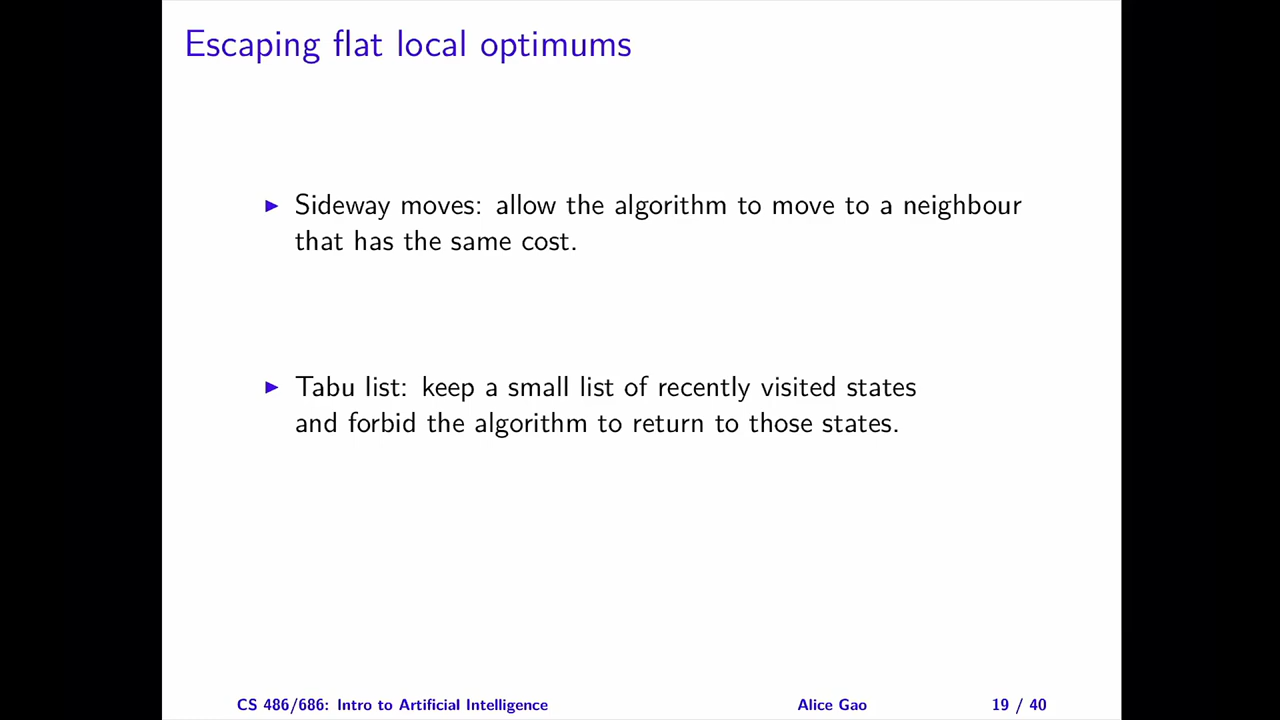 Escaping flat local optimums
▶ Sideway moves: allow the algorithm to move to a neighbour
that has the same cost.
▶ Tabu list: keep a small list of recently visited states
and forbid the algorithm to return to those states.
CS 486/686: Intro to Artificial Intelligence Alice Gao 19 / 40